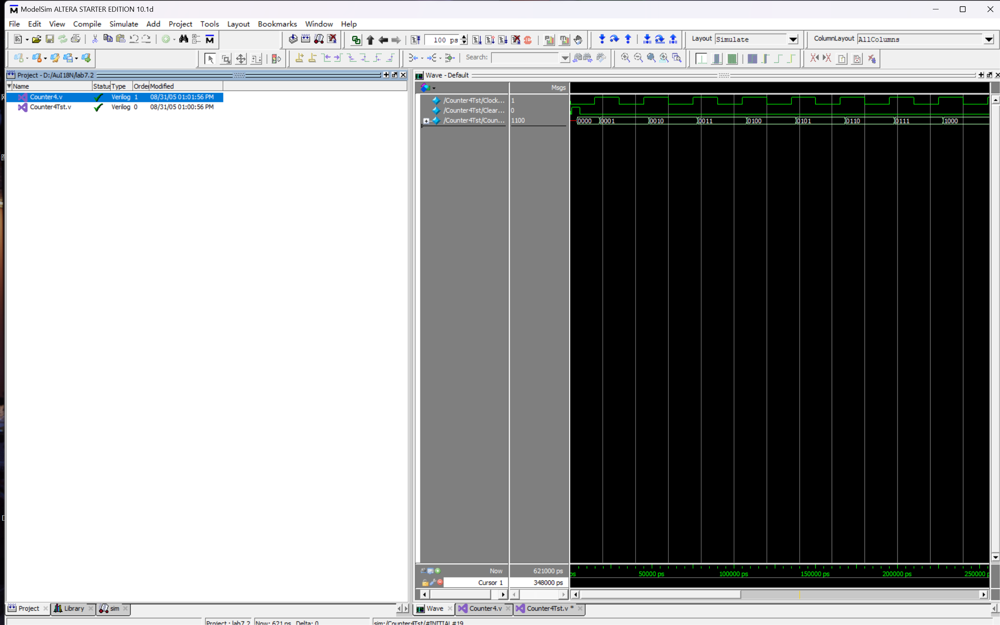 ModelSim ALTERA STARTER EDITION 10.1d
File Edit View Compile Simulate Add Project Tools Layout Bookmarks Window Help
100 ps Layout Simulate ColumnLayout AllColumns
Search:
Project - D:/AuI18N/lab7.2
Name Status Type Order Modified
Counter4.v Verilog 1 08/31/05 01:01:56 PM
Counter4Tst.v Verilog 0 08/31/05 01:00:56 PM
Wave - Default
Msgs
/Counter4Tst/Clock... 1
/Counter4Tst/Clear... 0
/Counter4Tst/Coun... 1100 0000 0001 0010 0011 0100 0101 0110 0111 1000
Now 621000 ps ps 50000 ps 100000 ps 150000 ps 200000 ps 250000 p
Cursor 1 348000 ps
Project Library sim Wave Counter4.v Counter4Tst.v *
Project : lab7.2 Now: 621 ns Delta: 0 sim:/Counter4Tst/#INITIAL#19